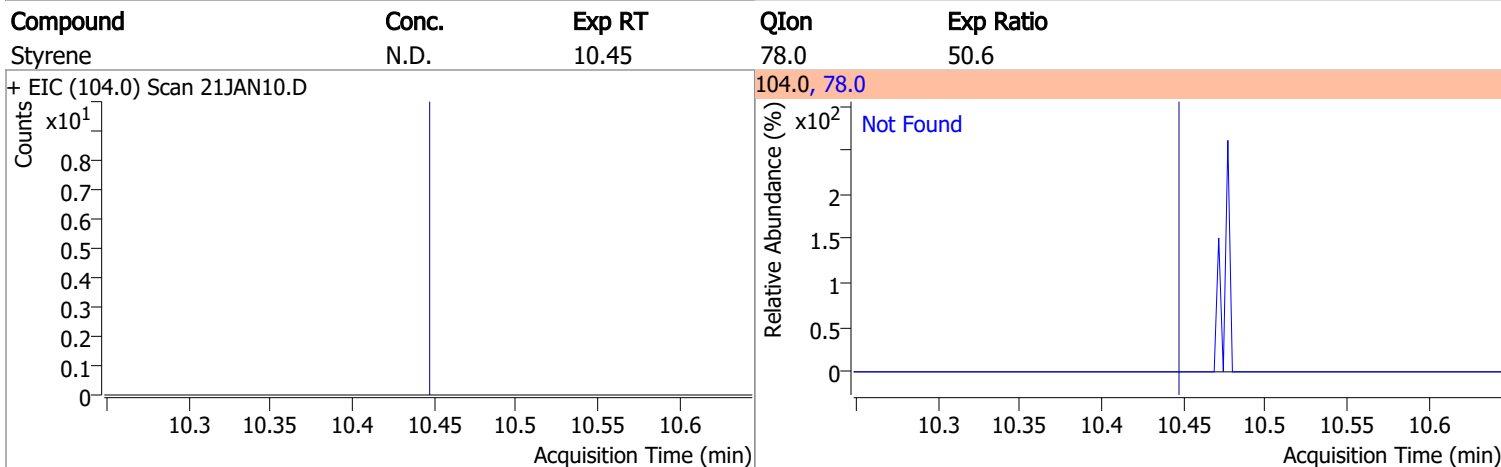 Compound Conc. Exp RT QIon Exp Ratio
Styrene N.D. 10.45 78.0 50.6
+ EIC (104.0) Scan 21JAN10.D
104.0, 78.0
Counts
x10¹
0.8
0.7
0.6
0.5
0.4
0.3
0.2
0.1
0
10.3 10.35 10.4 10.45 10.5 10.55 10.6
Acquisition Time (min)
Relative Abundance (%)
x10²
Not Found
2
1.5
1
0.5
0
10.3 10.35 10.4 10.45 10.5 10.55 10.6
Acquisition Time (min)